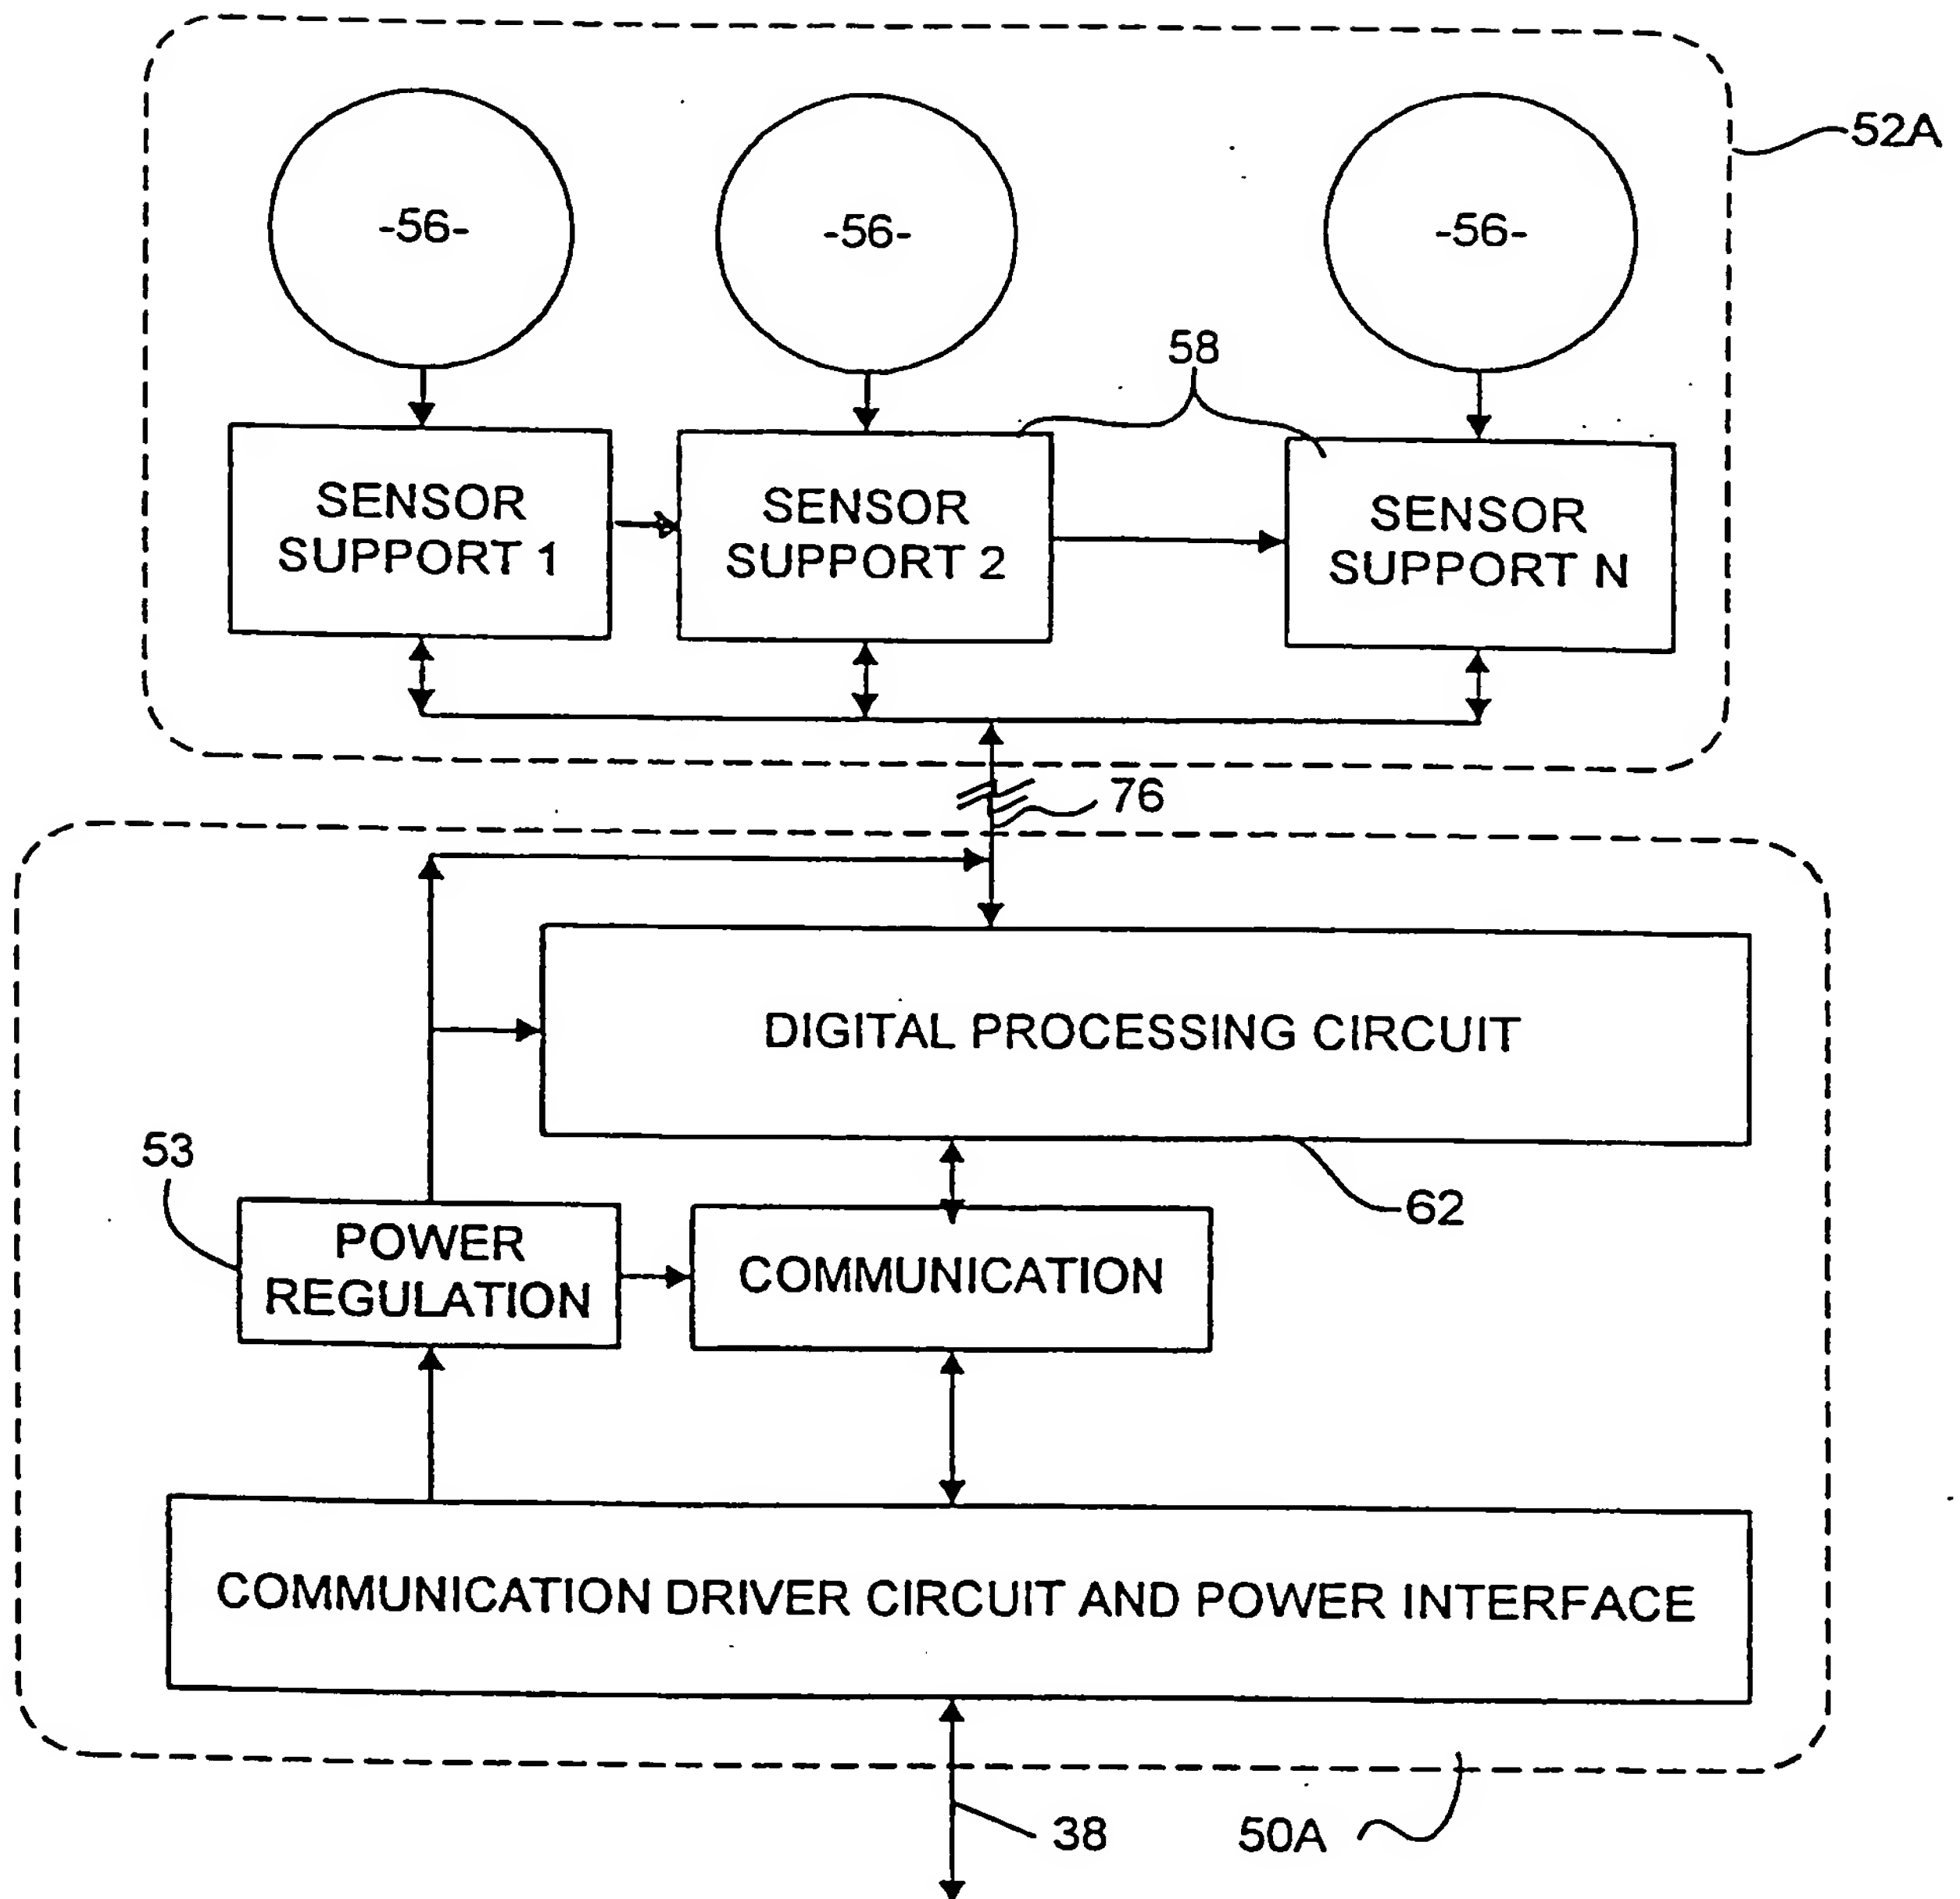 52A
-56-
-56-
-56-
58
SENSOR
SUPPORT 1
SENSOR
SUPPORT 2
SENSOR
SUPPORT N
76
DIGITAL PROCESSING CIRCUIT
53
62
POWER
REGULATION
COMMUNICATION
COMMUNICATION DRIVER CIRCUIT AND POWER INTERFACE
38
50A